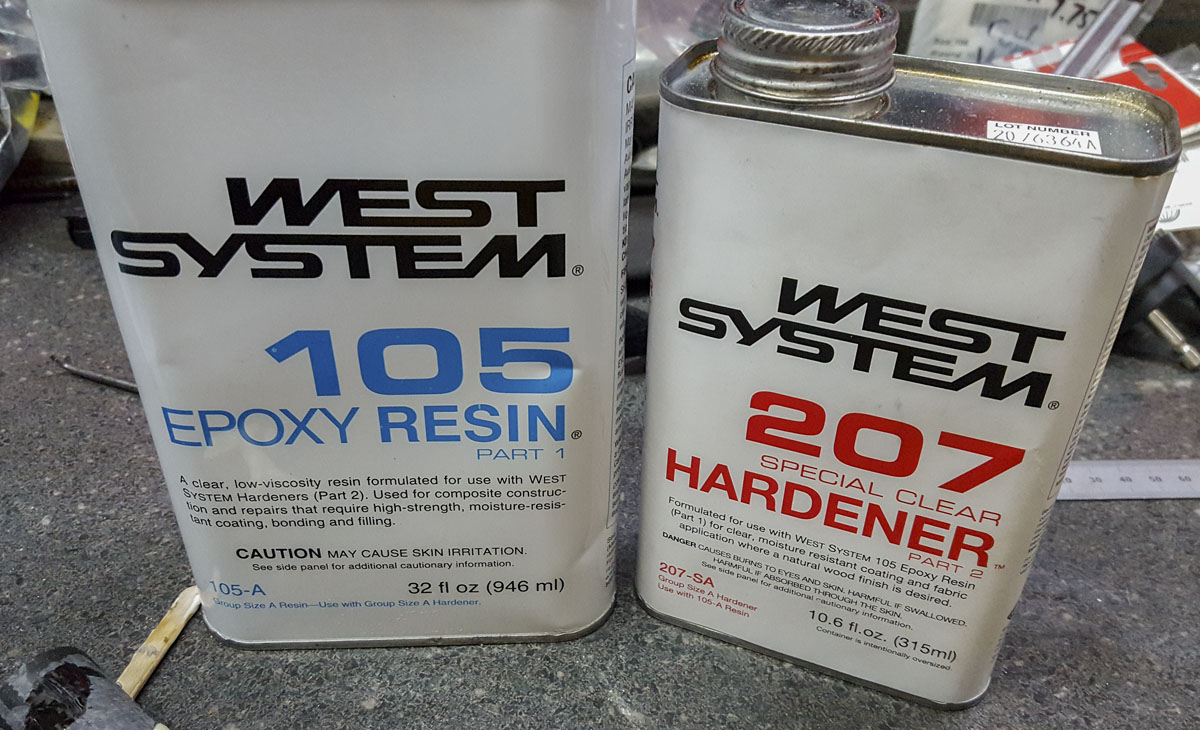 WEST
SYSTEM®
105
EPOXY RESIN®
PART 1
A clear, low-viscosity resin formulated for use with WEST
SYSTEM Hardeners (Part 2). Used for composite construc-
tion and repairs that require high-strength, moisture-resis-
tant coating, bonding and filling.
CAUTION MAY CAUSE SKIN IRRITATION.
See side panel for additional cautionary information.
105-A
32 fl oz (946 ml)
Group Size A Resin—Use with Group Size A Hardener.
LOT NUMBER
WEST
SYSTEM®
207
SPECIAL CLEAR
HARDENER™
PART 2
Formulated for use with WEST SYSTEM 105 Epoxy Resin
(Part 1) for clear, moisture resistant coating and fabric
application where a natural wood finish is desired.
DANGER CAUSES BURNS TO EYES AND SKIN. HARMFUL IF SWALLOWED.
HARMFUL IF ABSORBED THROUGH THE SKIN.
See side panel for additional cautionary information.
207-SA
Group Size A Hardener
Use with 105-A Resin
10.6 fl.oz. (315ml)
Container is intentionally oversized.
30 40 50 60